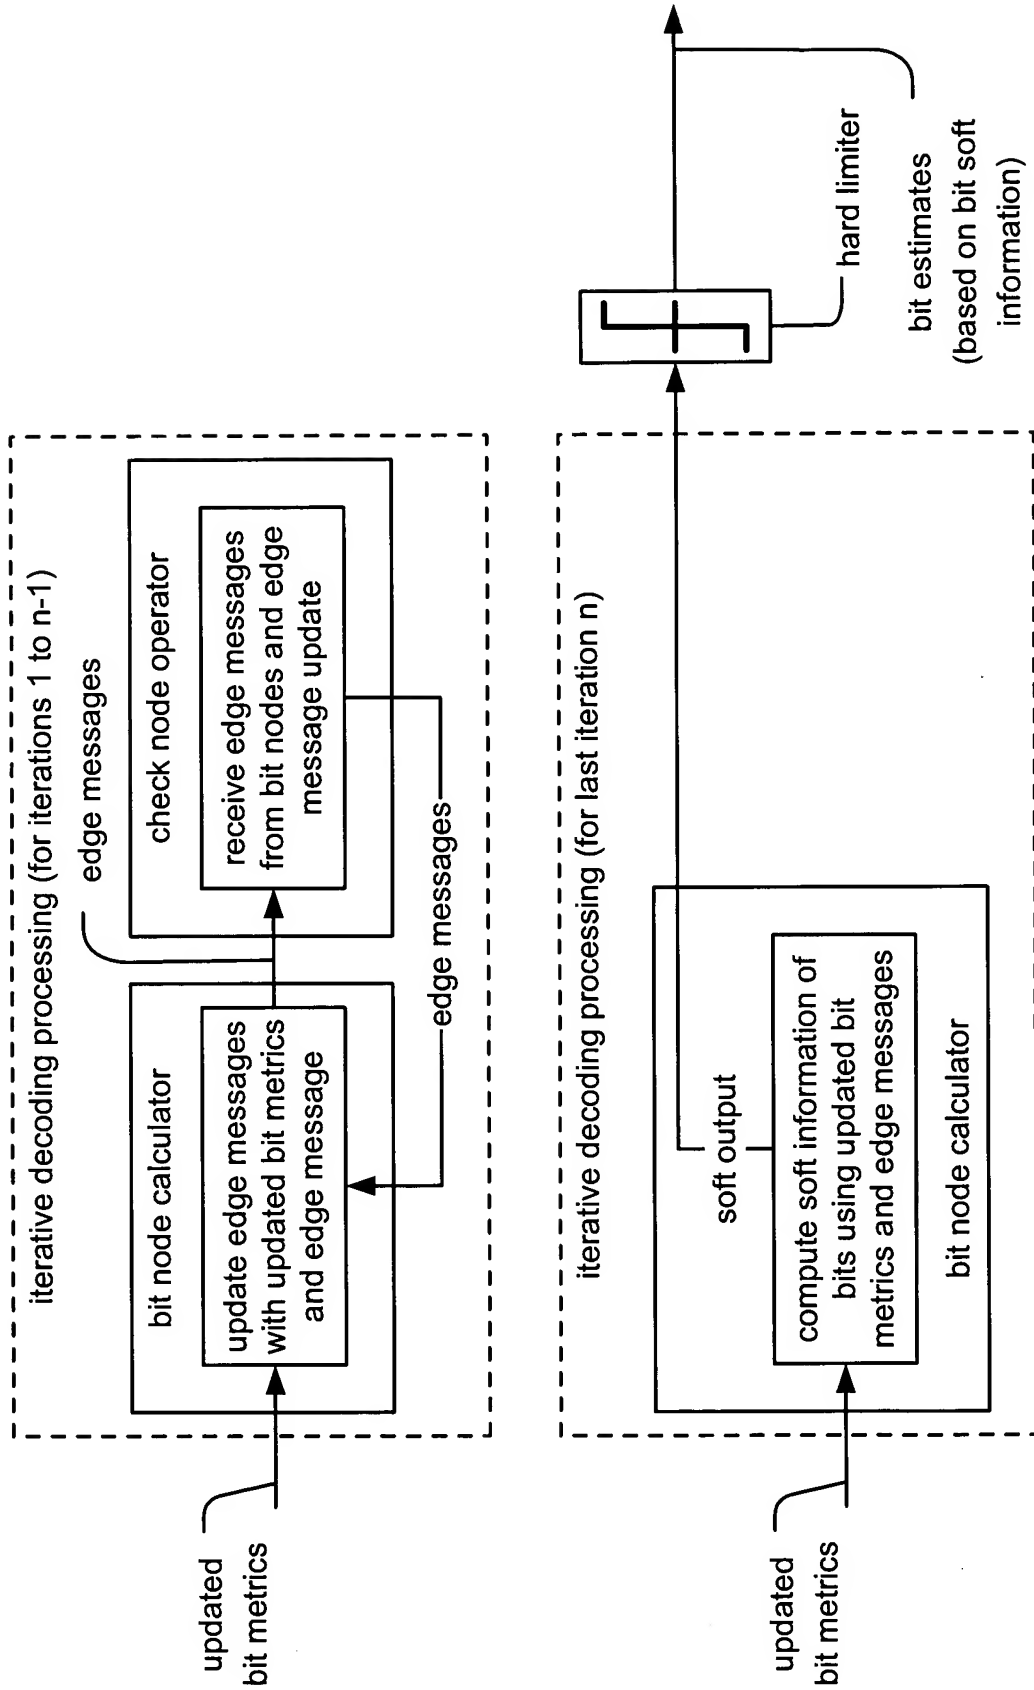 iterative decoding processing (for iterations 1 to n-1)
edge messages
bit node calculator
check node operator
update edge messages
with updated bit metrics
and edge message
receive edge messages
from bit nodes and edge
message update
edge messages
updated
bit metrics
iterative decoding processing (for last iteration n)
soft output
compute soft information of
bits using updated bit
metrics and edge messages
bit node calculator
updated
bit metrics
hard limiter
bit estimates
(based on bit soft
information)